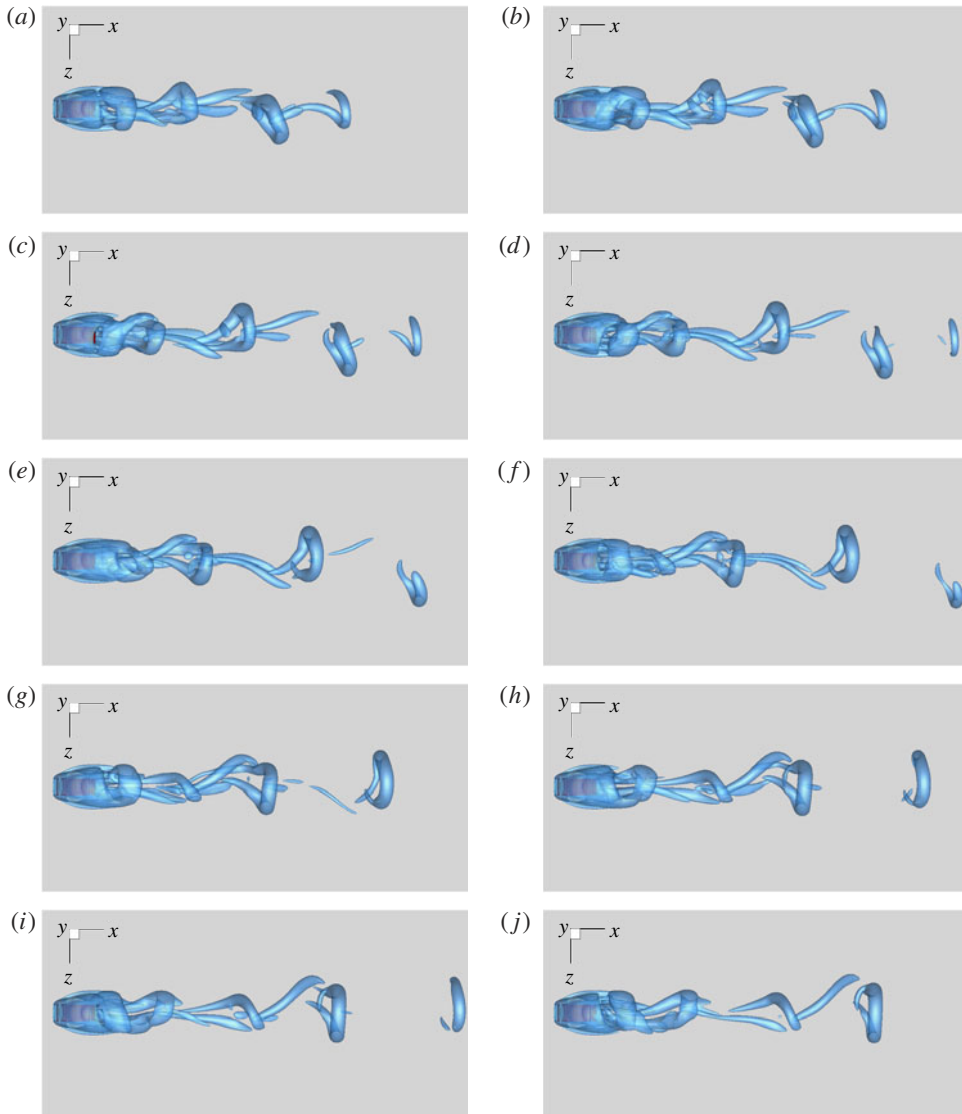 (a) y x z
(b) y x z
(c) y x z
(d) y x z
(e) y x z
(f) y x z
(g) y x z
(h) y x z
(i) y x z
(j) y x z